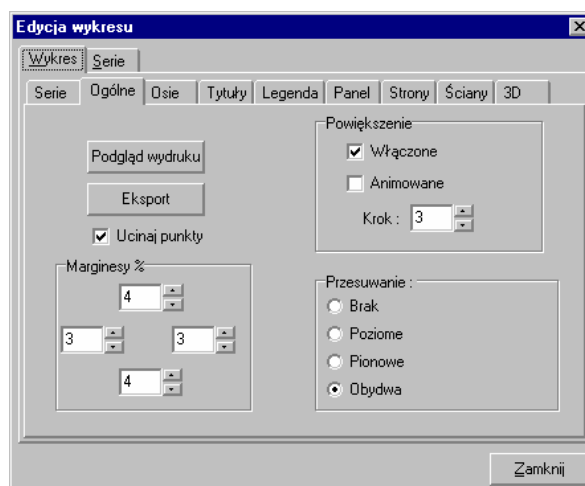 Edycja wykresu
Wykres Serie
Serie Ogólne Osie Tytuły Legenda Panel Strony Ściany 3D
Podgląd wydruku
Eksport
Ucinaj punkty
Marginesy %
4
3 3
4
Powiększenie
Włączone
Animowane
Krok : 3
Przesuwanie :
Brak
Poziome
Pionowe
Obydwa
Zamknij